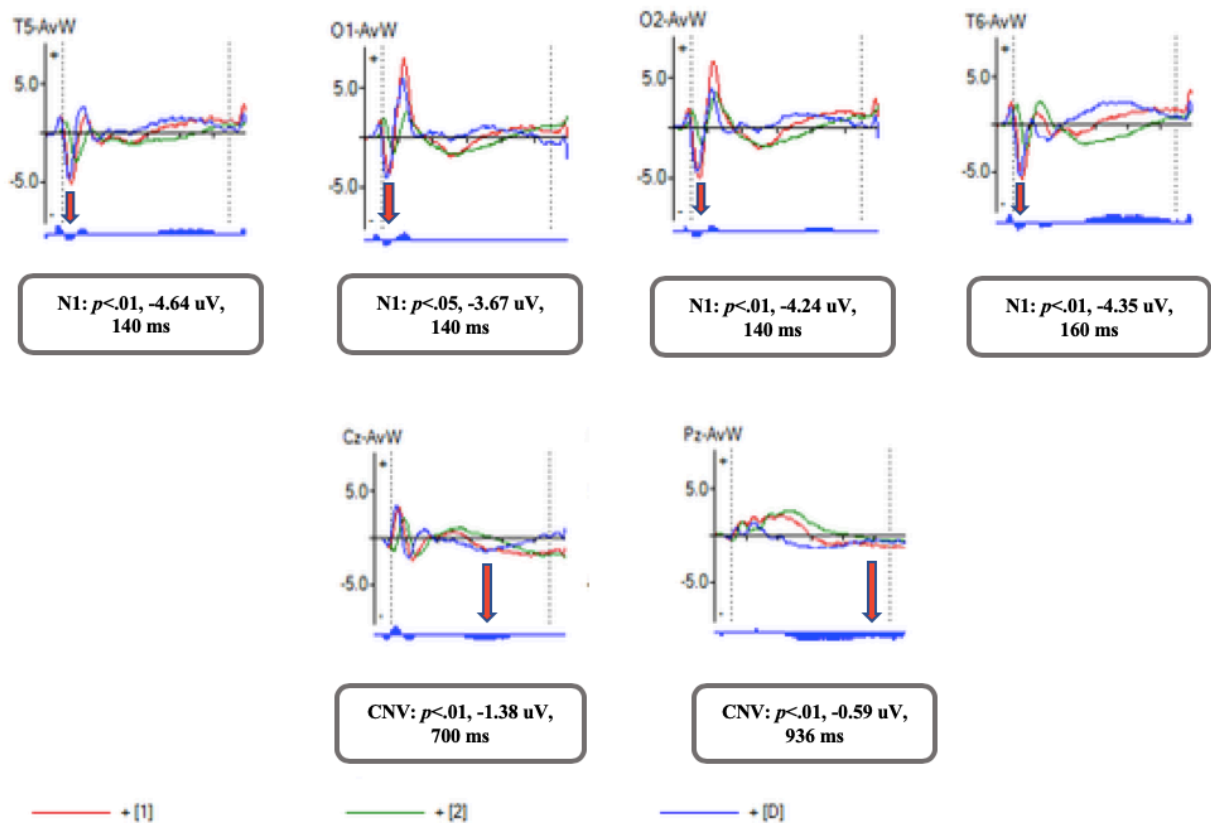 T5-AvW
O1-AvW
O2-AvW
T6-AvW
+
5.0
-5.0
-
+
5.0
-5.0
-
+
5.0
-5.0
-
+
5.0
-5.0
-
N1: p<.01, -4.64 uV,
140 ms
N1: p<.05, -3.67 uV,
140 ms
N1: p<.01, -4.24 uV,
140 ms
N1: p<.01, -4.35 uV,
160 ms
Cz-AvW
Pz-AvW
+
5.0
-5.0
-
+
5.0
-5.0
-
CNV: p<.01, -1.38 uV,
700 ms
CNV: p<.01, -0.59 uV,
936 ms
+ [1]
+ [2]
+ [D]